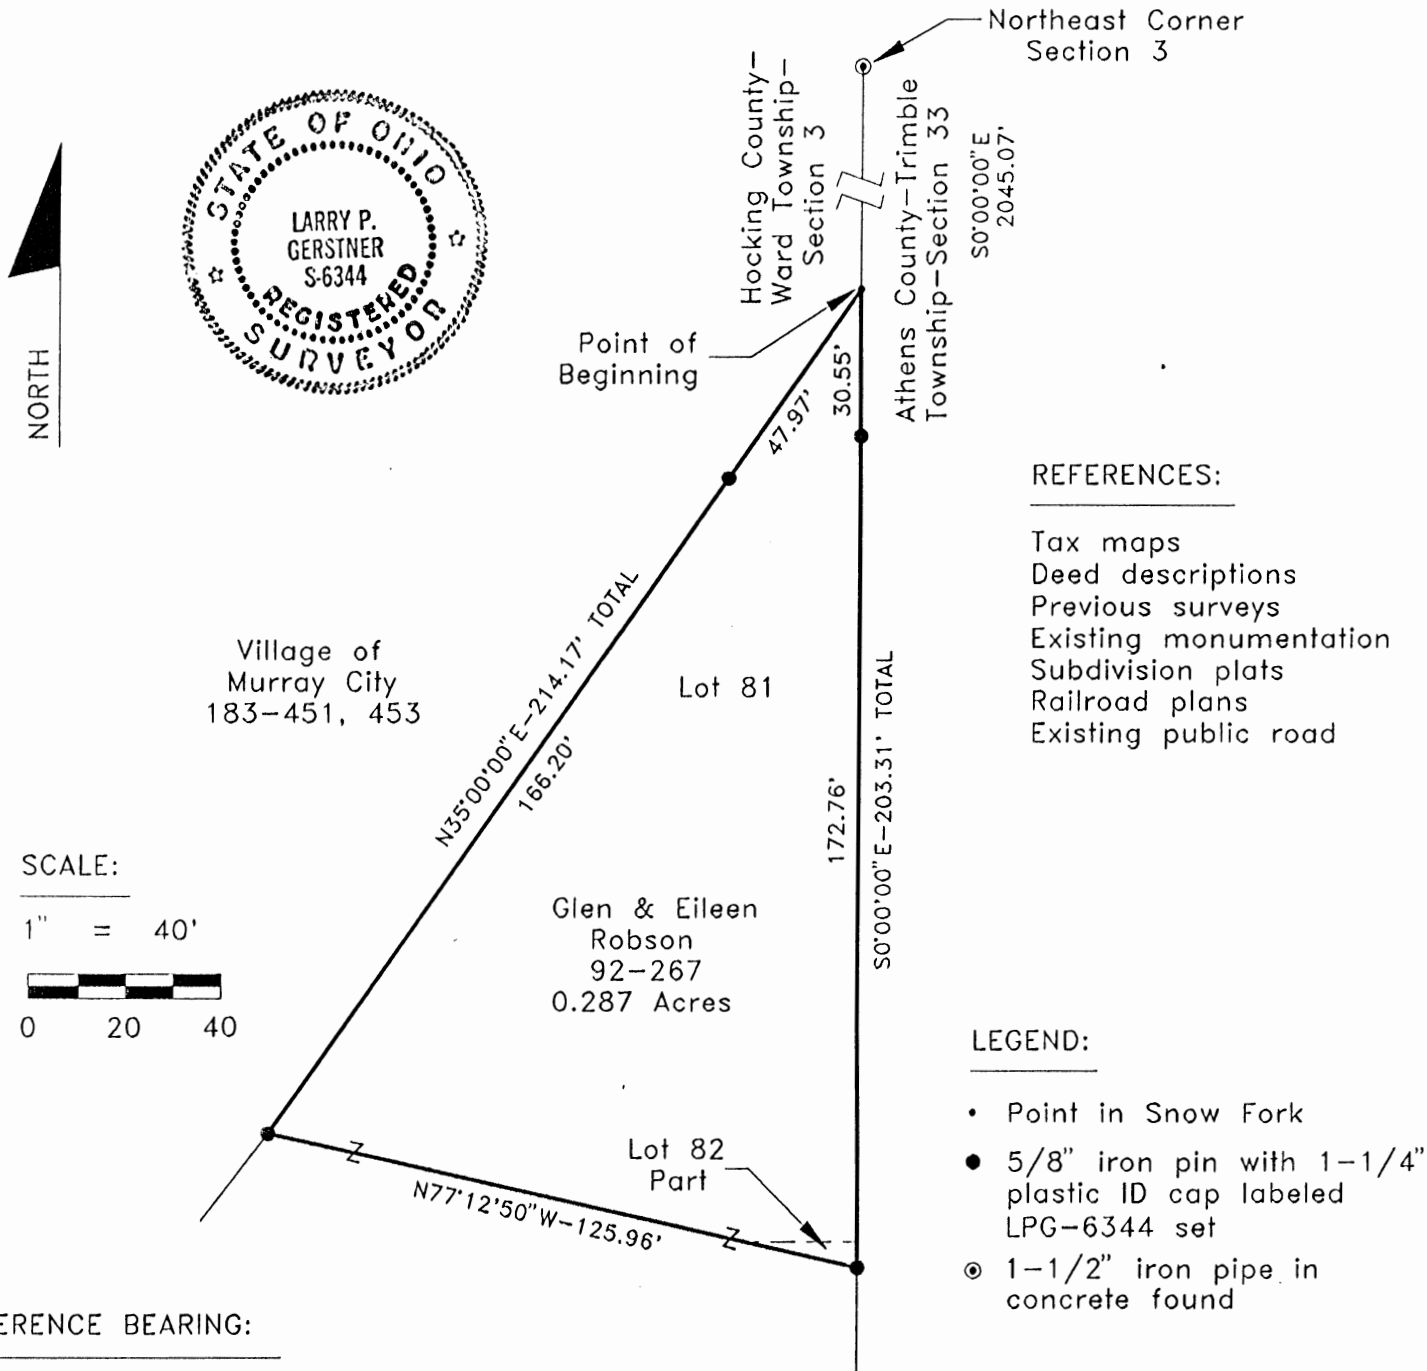 Northeast Corner
Section 3
Hocking County-
Ward Township-
Section 3
Athens County-Trimble
Township-Section 33
S0°00'00"E
2045.07'
STATE OF OHIO
LARRY P.
GERSTNER
S-6344
REGISTERED
SURVEYOR
NORTH
Point of
Beginning
47.97'
30.55'
REFERENCES:
Tax maps
Deed descriptions
Previous surveys
Existing monumentation
Subdivision plats
Railroad plans
Existing public road
Village of
Murray City
183-451, 453
N35°00'00"E-214.17' TOTAL
166.20'
Lot 81
172.76'
S0°00'00"E-203.31' TOTAL
SCALE:
1" = 40'
0 20 40
Glen & Eileen
Robson
92-267
0.287 Acres
LEGEND:
Point in Snow Fork
5/8" iron pin with 1-1/4"
plastic ID cap labeled
LPG-6344 set
1-1/2" iron pipe in
concrete found
Lot 82
Part
Z
N77°12'50"W-125.96'
Z
ERENCE BEARING: